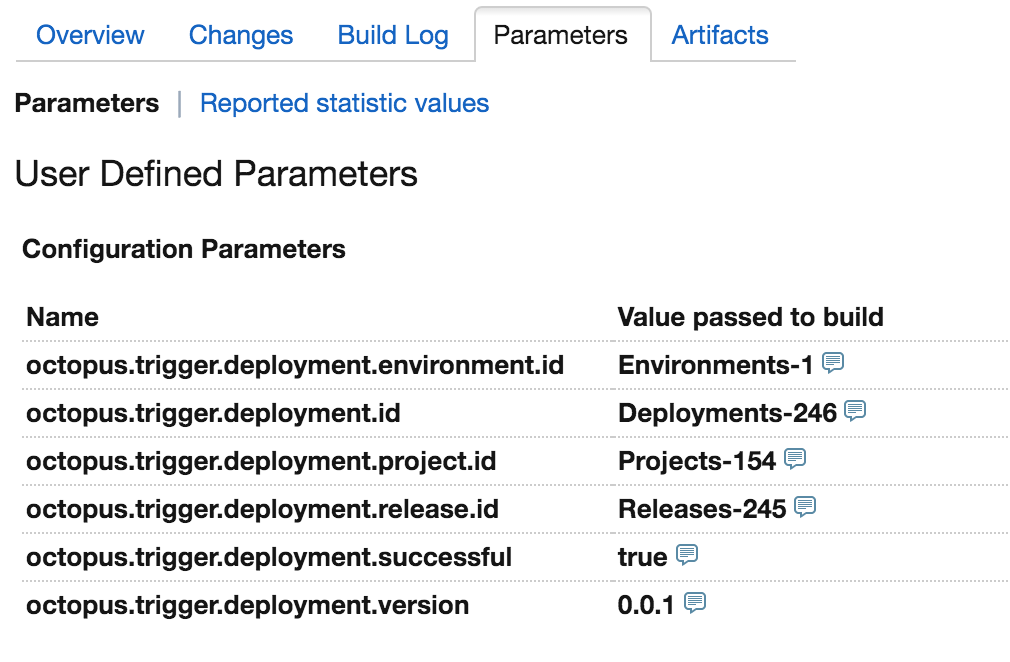 Overview Changes Build Log Parameters Artifacts
Parameters | Reported statistic values
User Defined Parameters
Configuration Parameters
Name Value passed to build
octopus.trigger.deployment.environment.id Environments-1
octopus.trigger.deployment.id Deployments-246
octopus.trigger.deployment.project.id Projects-154
octopus.trigger.deployment.release.id Releases-245
octopus.trigger.deployment.successful true
octopus.trigger.deployment.version 0.0.1